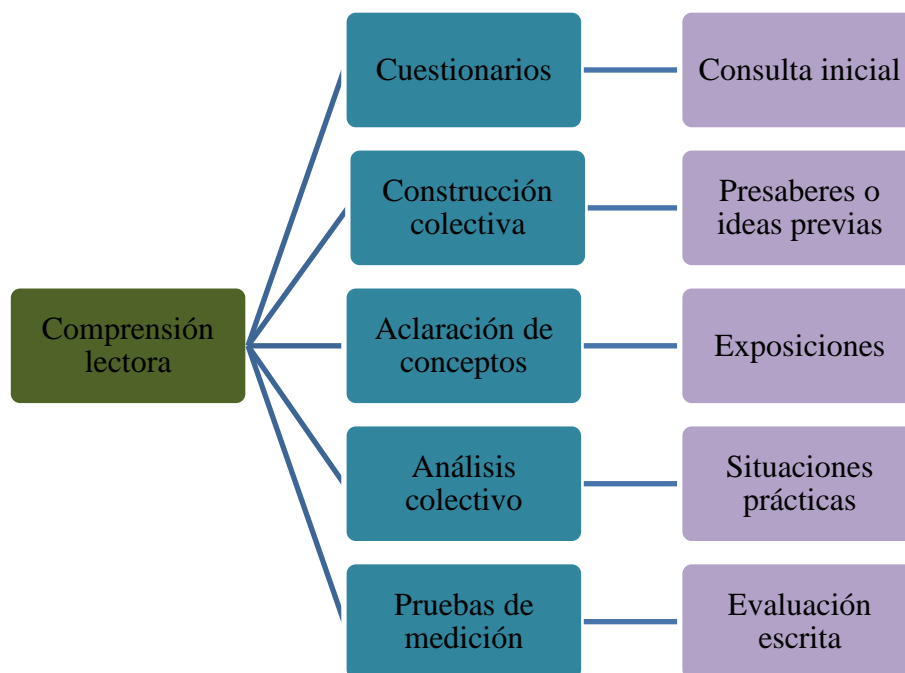 Comprensión
lectora
Cuestionarios
Consulta inicial
Construcción
colectiva
Presaberes o
ideas previas
Aclaración de
conceptos
Exposiciones
Análisis
colectivo
Situaciones
prácticas
Pruebas de
medición
Evaluación
escrita